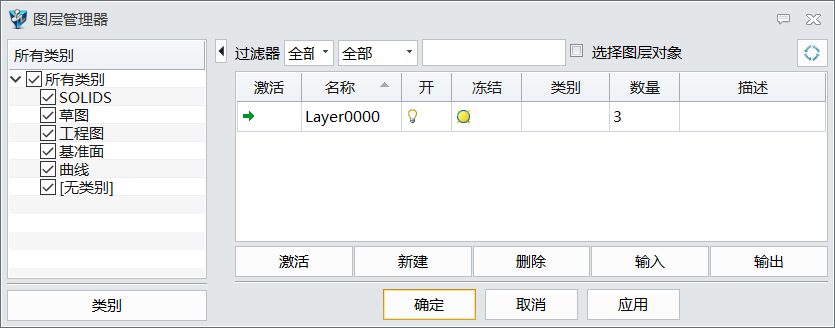 图层管理器
所有类别
所有类别
SOLIDS
草图
工程图
基准面
曲线
[无类别]
类别
过滤器 全部 全部 选择图层对象
激活 名称 开 冻结 类别 数量 描述
Layer0000 3
激活 新建 删除 输入 输出
确定 取消 应用